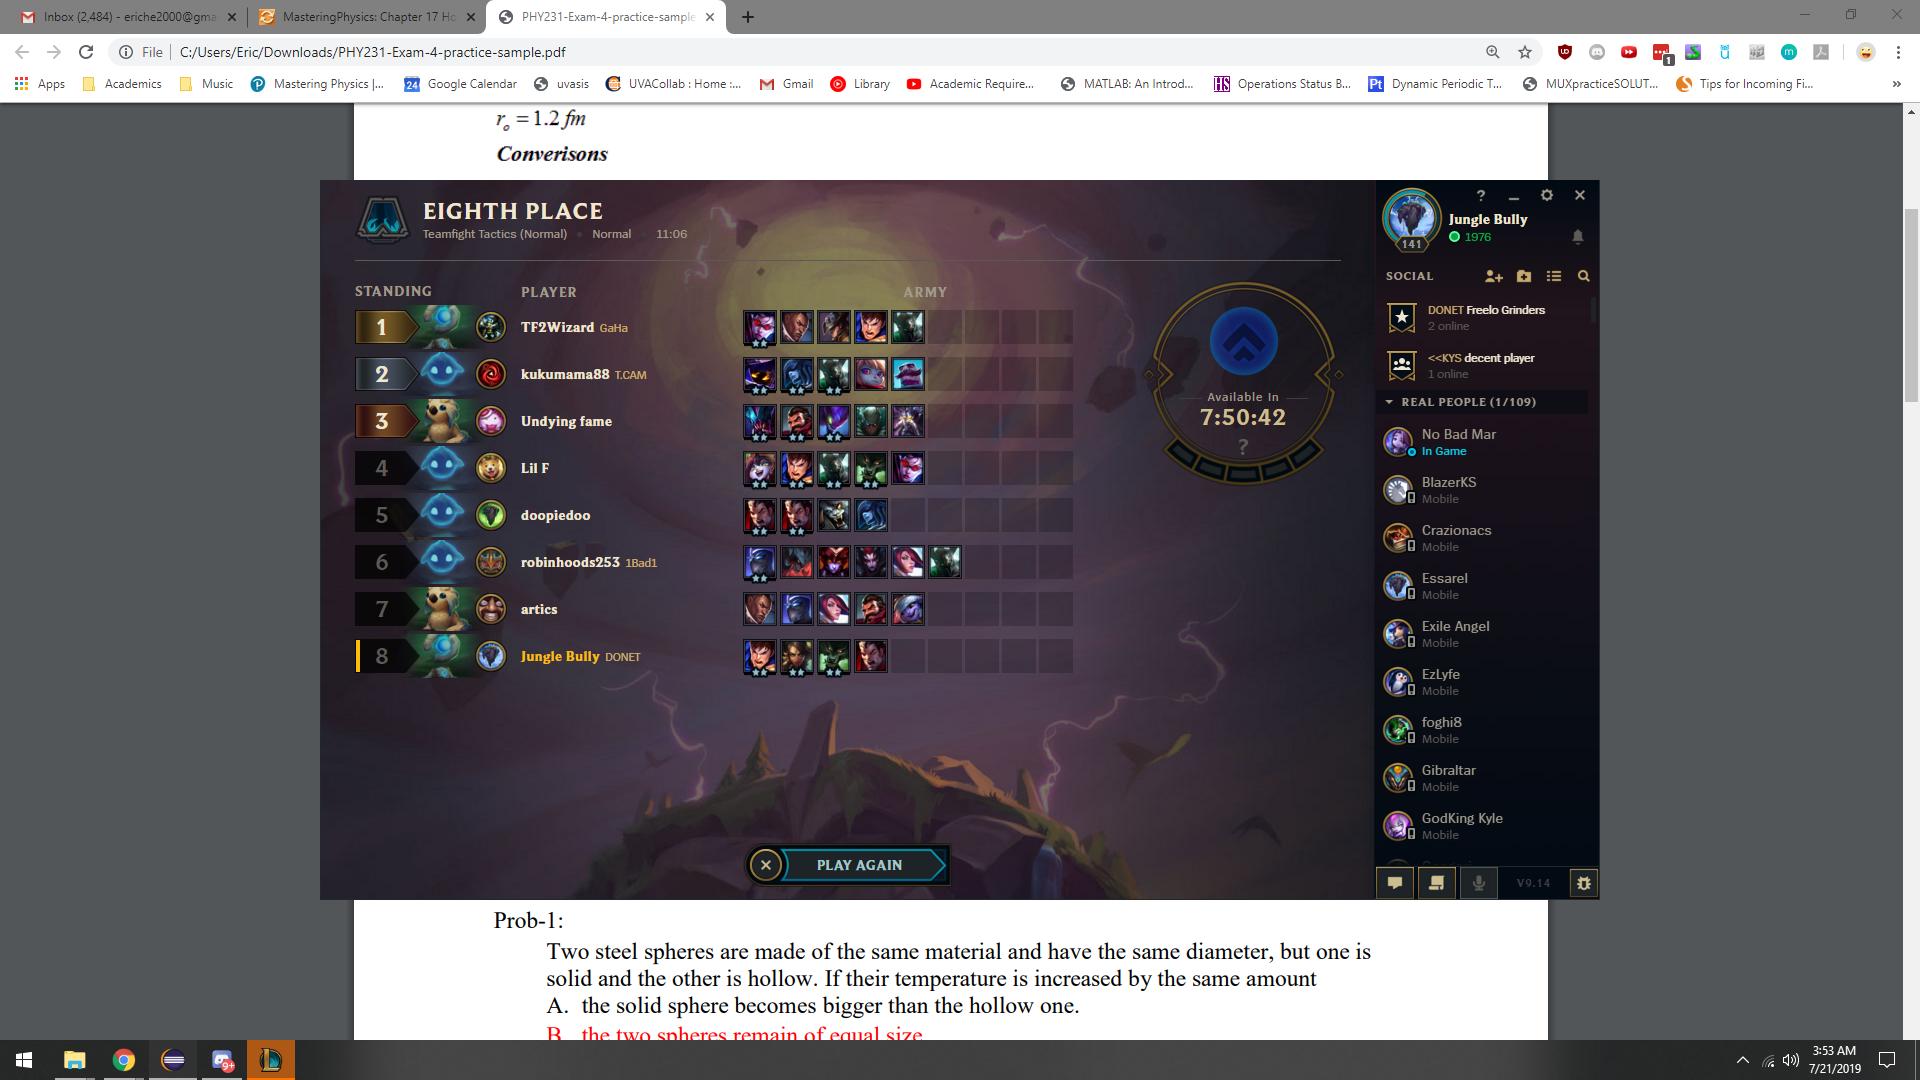 Inbox (2,484) - eriche2000@gma
MasteringPhysics: Chapter 17 Ho
PHY231-Exam-4-practice-sample
File C:/Users/Eric/Downloads/PHY231-Exam-4-practice-sample.pdf
Apps Academics Music Mastering Physics |... Google Calendar uvasis UVACollab : Home :... Gmail Library Academic Require... MATLAB: An Introd... Operations Status B... Dynamic Periodic T... MUXpracticeSOLUT... Tips for Incoming Fi...
rₒ = 1.2 fm
Converisons
EIGHTH PLACE
Teamfight Tactics (Normal) • Normal • 11:06
STANDING PLAYER ARMY
1 TF2Wizard GaHa
2 kukumama88 T.CAM
3 Undying fame
4 Lil F
5 doopiedoo
6 robinhoods253 1Bad1
7 artics
8 Jungle Bully DONET
Available In
7:50:42
?
PLAY AGAIN
?
Jungle Bully
1976
141
SOCIAL
DONET Freelo Grinders
2 online
<<KYS decent player
1 online
REAL PEOPLE (1/109)
No Bad Mar
In Game
BlazerKS
Mobile
Crazionacs
Mobile
Essarel
Mobile
Exile Angel
Mobile
EzLyfe
Mobile
foghi8
Mobile
Gibraltar
Mobile
GodKing Kyle
Mobile
V9.14
Prob-1:
Two steel spheres are made of the same material and have the same diameter, but one is
solid and the other is hollow. If their temperature is increased by the same amount
A. the solid sphere becomes bigger than the hollow one.
B. the two spheres remain of equal size
9+
3:53 AM
7/21/2019